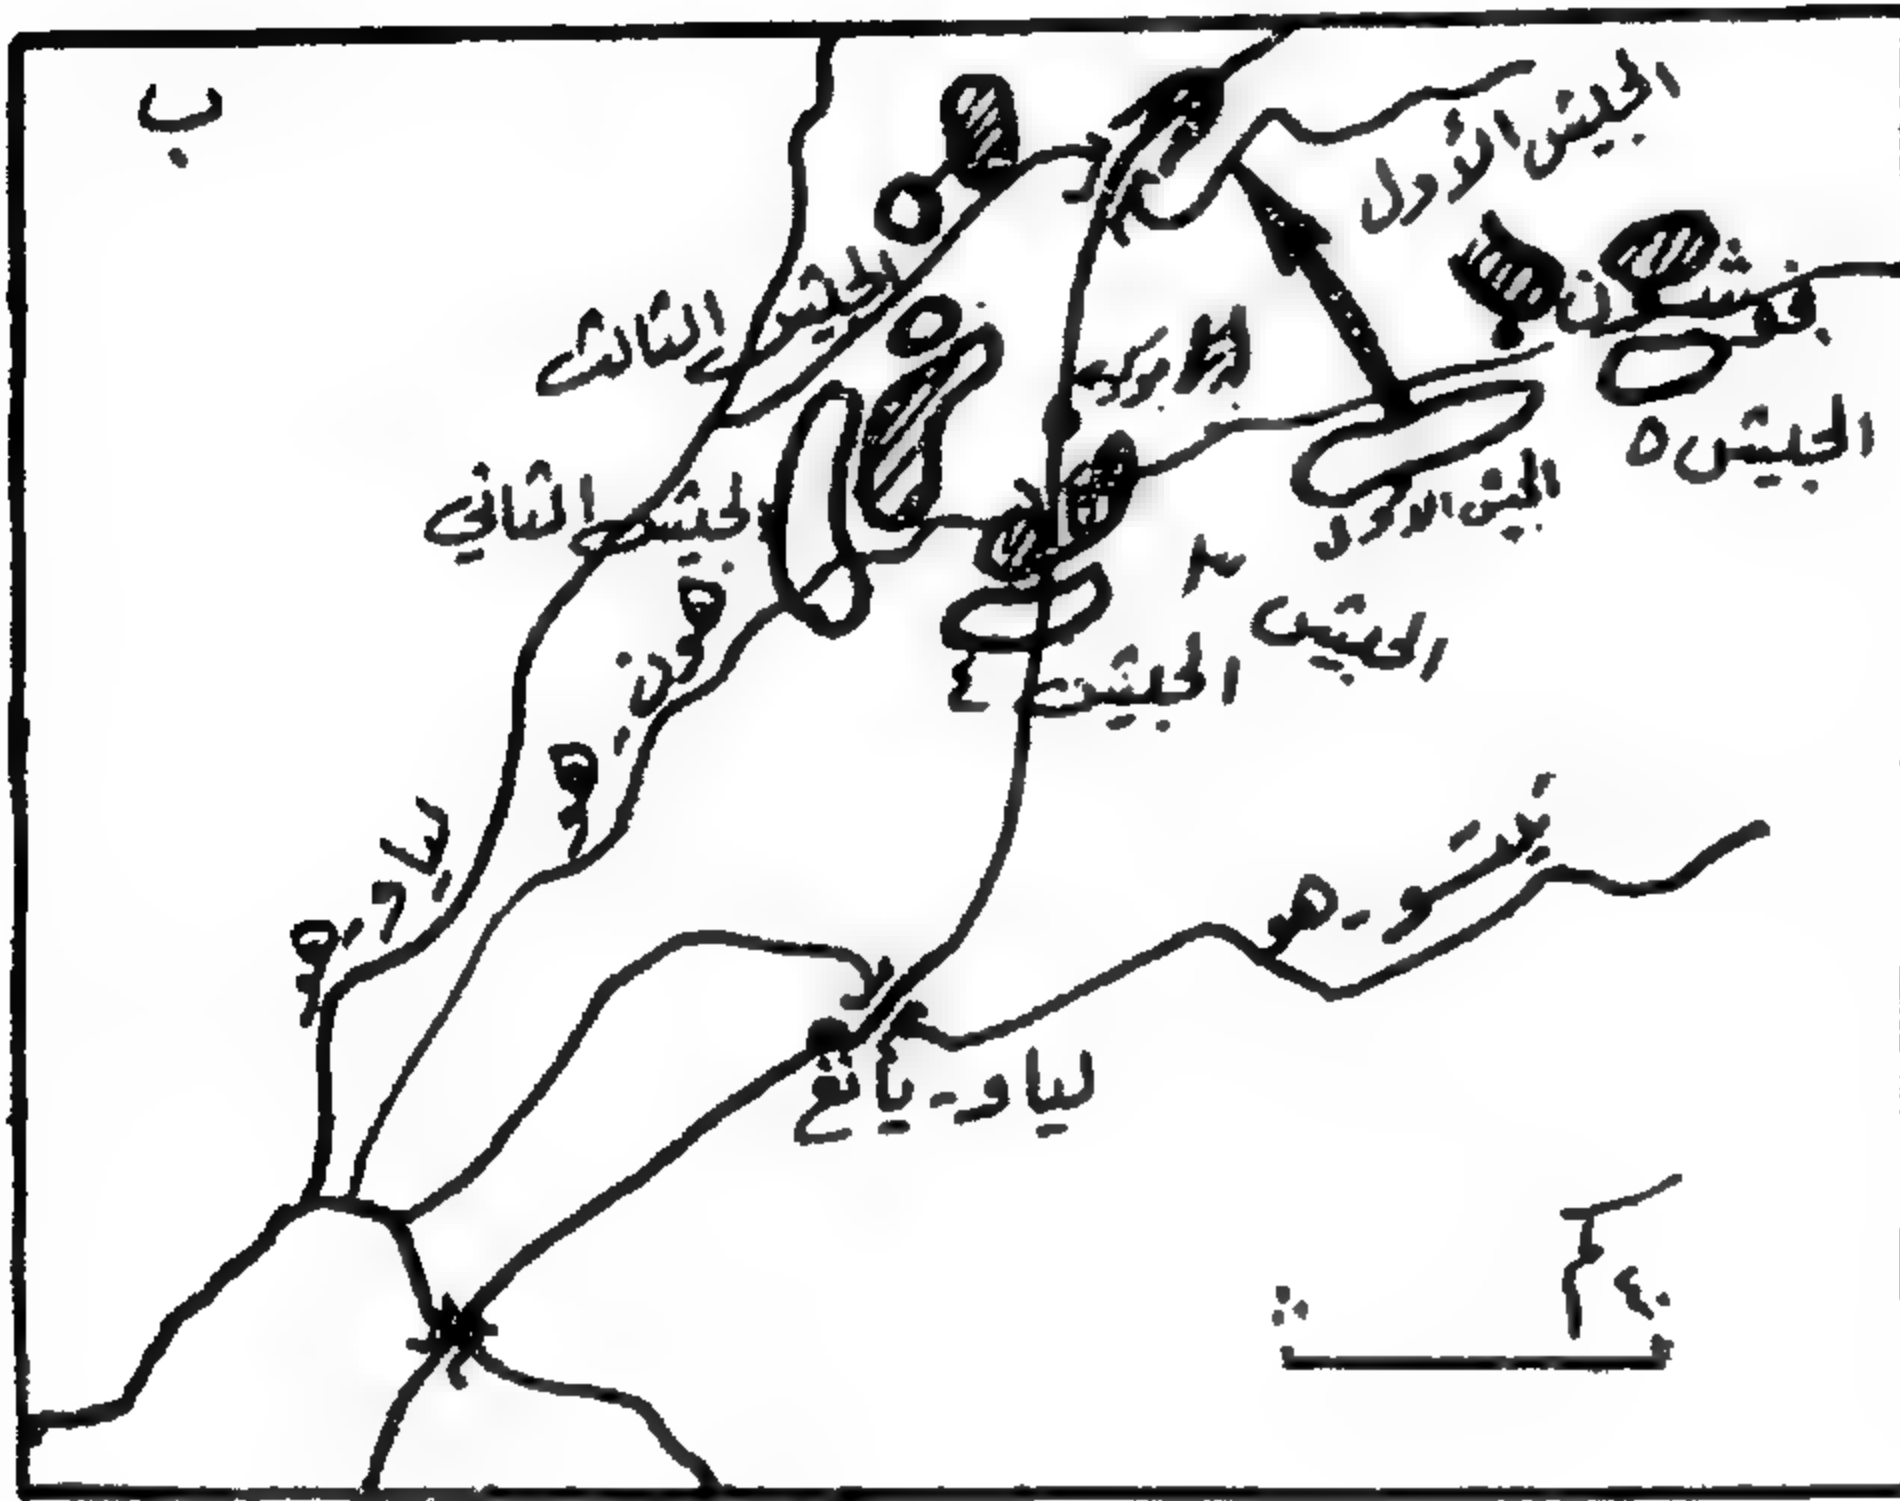 ب
الجيش الأول
فوشون
الجيش الثالث
الجيش ٥
الجيش الاول
الجيش الثاني
الجيش ٣
الجيش ٤
هون - هو
لياو - هو
تيتسو - هو
لياو - يانغ
٤٠ كم